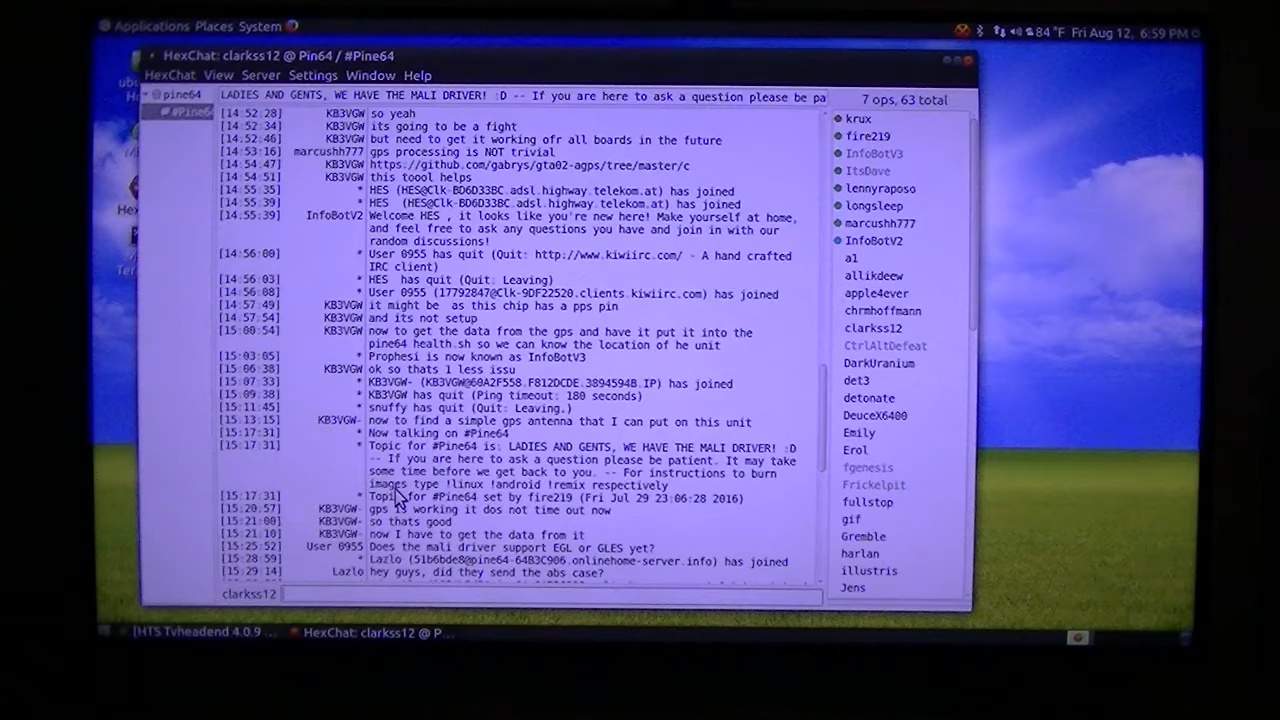 Applications Places System
84 °F Fri Aug 12, 6:59 PM
HexChat: clarkss12 @ Pin64 / #Pine64
HexChat View Server Settings Window Help
pine64
#Pine6
LADIES AND GENTS, WE HAVE THE MALI DRIVER! :D -- If you are here to ask a question please be pa
7 ops, 63 total
[14:52:28] KB3VGW so yeah
[14:52:34] KB3VGW its going to be a fight
[14:52:46] KB3VGW but need to get it working ofr all boards in the future
[14:53:16] marcushh777 gps processing is NOT trivial
[14:54:47] KB3VGW https://github.com/gabrys/gta02-agps/tree/master/c
[14:54:51] KB3VGW this toool helps
[14:55:35] * HES (HES@Clk-BD6D33BC.adsl.highway.telekom.at) has joined
[14:55:39] * HES (HES@Clk-BD6D33BC.adsl.highway.telekom.at) has joined
[14:55:39] InfoBotV2 Welcome HES , it looks like you're new here! Make yourself at home,
and feel free to ask any questions you have and join in with our
random discussions!
[14:56:00] * User 0955 has quit (Quit: http://www.kiwiirc.com/ - A hand crafted
IRC client)
[14:56:03] * HES has quit (Quit: Leaving)
[14:56:08] * User 0955 (17792847@Clk-9DF22520.clients.kiwiirc.com) has joined
[14:57:49] KB3VGW it might be as this chip has a pps pin
[14:57:54] KB3VGW and its not setup
[15:00:54] KB3VGW now to get the data from the gps and have it put it into the
pine64 health.sh so we can know the location of he unit
[15:03:05] * Prophesi is now known as InfoBotV3
[15:06:38] KB3VGW ok so thats 1 less issu
[15:07:33] * KB3VGW- (KB3VGW@60A2F558.F812DCDE.3894594B.IP) has joined
[15:09:38] * KB3VGW has quit (Ping timeout: 180 seconds)
[15:11:45] * snuffy has quit (Quit: Leaving.)
[15:13:15] KB3VGW- now to find a simple gps antenna that I can put on this unit
[15:17:31] * Now talking on #Pine64
[15:17:31] * Topic for #Pine64 is: LADIES AND GENTS, WE HAVE THE MALI DRIVER! :D
-- If you are here to ask a question please be patient. It may take
some time before we get back to you. -- For instructions to burn
images type !linux !android !remix respectively
[15:17:31] * Topic for #Pine64 set by fire219 (Fri Jul 29 23:06:28 2016)
[15:20:57] KB3VGW- gps is working it dos not time out now
[15:21:00] KB3VGW- so thats good
[15:21:10] KB3VGW- now I have to get the data from it
[15:25:52] User 0955 Does the mali driver support EGL or GLES yet?
[15:28:59] * Lazlo (51b6bde8@pine64-64B3C906.onlinehome-server.info) has joined
[15:29:14] Lazlo hey guys, did they send the abs case?
clarkss12
krux
fire219
InfoBotV3
ItsDave
lennyraposo
longsleep
marcushh777
InfoBotV2
a1
allikdeew
apple4ever
chrmhoffmann
clarkss12
CtrlAltDefeat
DarkUranium
det3
detonate
DeuceX6400
Emily
Erol
fgenesis
Frickelpit
fullstop
gif
Gremble
harlan
illustris
Jens
[HTS Tvheadend 4.0.9 ...
HexChat: clarkss12 @ P...